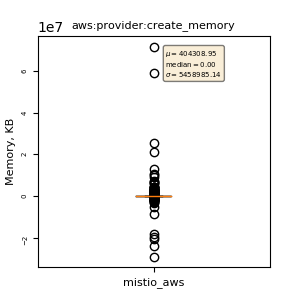 aws:provider:create_memory
1e7
μ = 404308.95
median = 0.00
σ = 5458985.14
6
4
2
0
−2
Memory, KB
mistio_aws